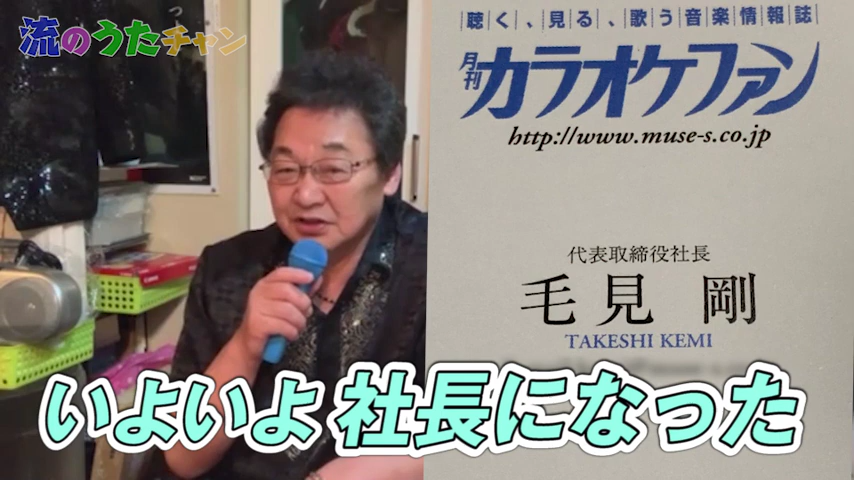 流のうたチャン
聴く、見る、歌う音楽情報誌
月刊
カラオケファン
http://www.muse-s.co.jp
代表取締役社長
毛見 剛
TAKESHI KEMI
いよいよ 社長になった